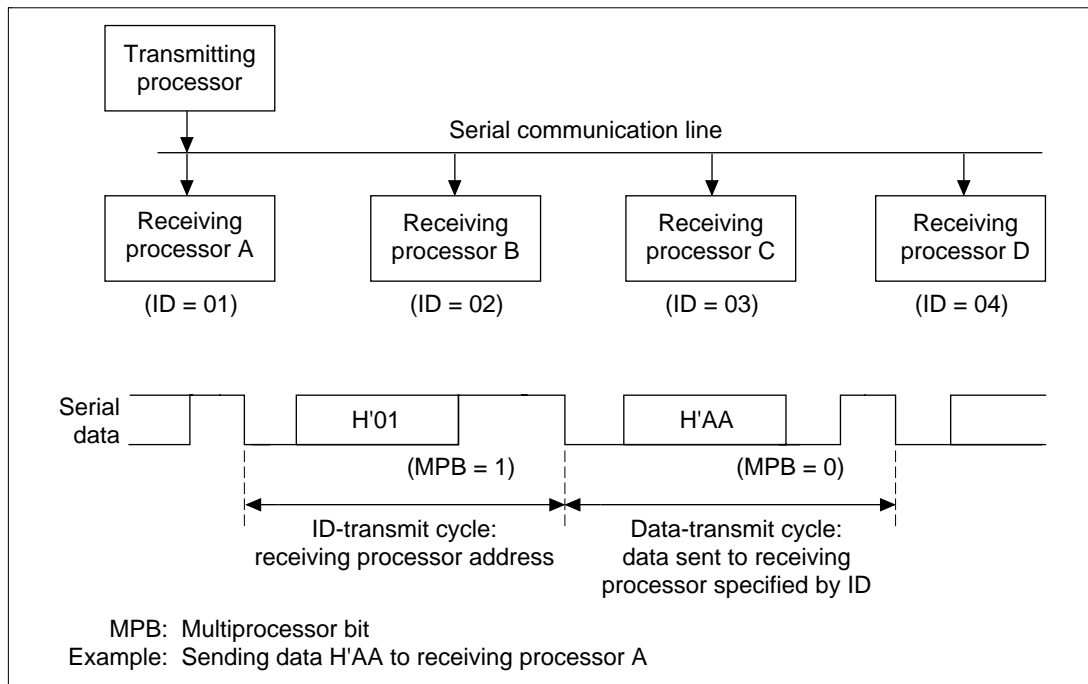 Transmitting
processor
Serial communication line
Receiving
processor A
Receiving
processor B
Receiving
processor C
Receiving
processor D
(ID = 01)
(ID = 02)
(ID = 03)
(ID = 04)
Serial
data
H'01
H'AA
(MPB = 1)
(MPB = 0)
ID-transmit cycle:
receiving processor address
Data-transmit cycle:
data sent to receiving
processor specified by ID
MPB: Multiprocessor bit
Example: Sending data H'AA to receiving processor A